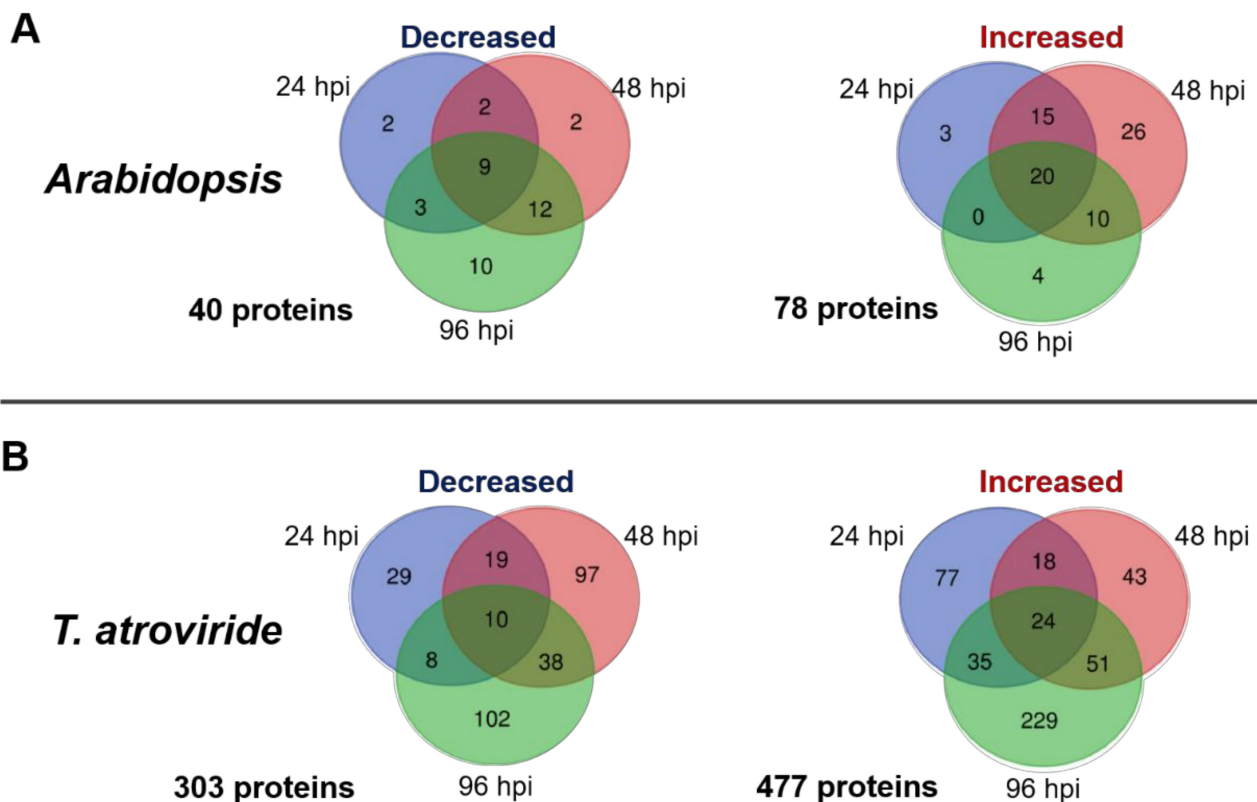 A
Decreased
Increased
24 hpi
48 hpi
24 hpi
48 hpi
2
2
2
3
15
26
Arabidopsis
9
20
3
12
0
10
10
4
40 proteins
78 proteins
96 hpi
96 hpi
B
Decreased
Increased
24 hpi
48 hpi
24 hpi
48 hpi
29
19
97
77
18
43
T. atroviride
10
24
8
38
35
51
102
229
303 proteins
96 hpi
477 proteins
96 hpi